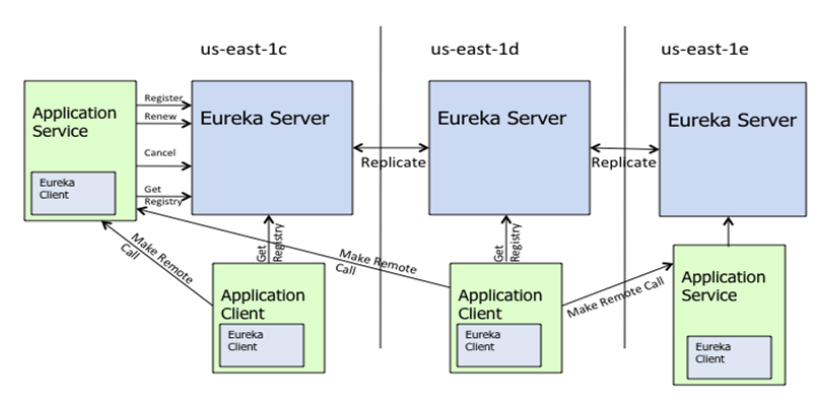 us-east-1c
us-east-1d
us-east-1e
Application
Service
Eureka
Client
Register
Renew
Cancel
Get
Registry
Eureka Server
Replicate
Eureka Server
Replicate
Eureka Server
Make Remote
Call
Get
Registry
Make Remote
Call
Get
Registry
Make Remote Call
Application
Client
Eureka
Client
Application
Client
Eureka
Client
Application
Service
Eureka
Client